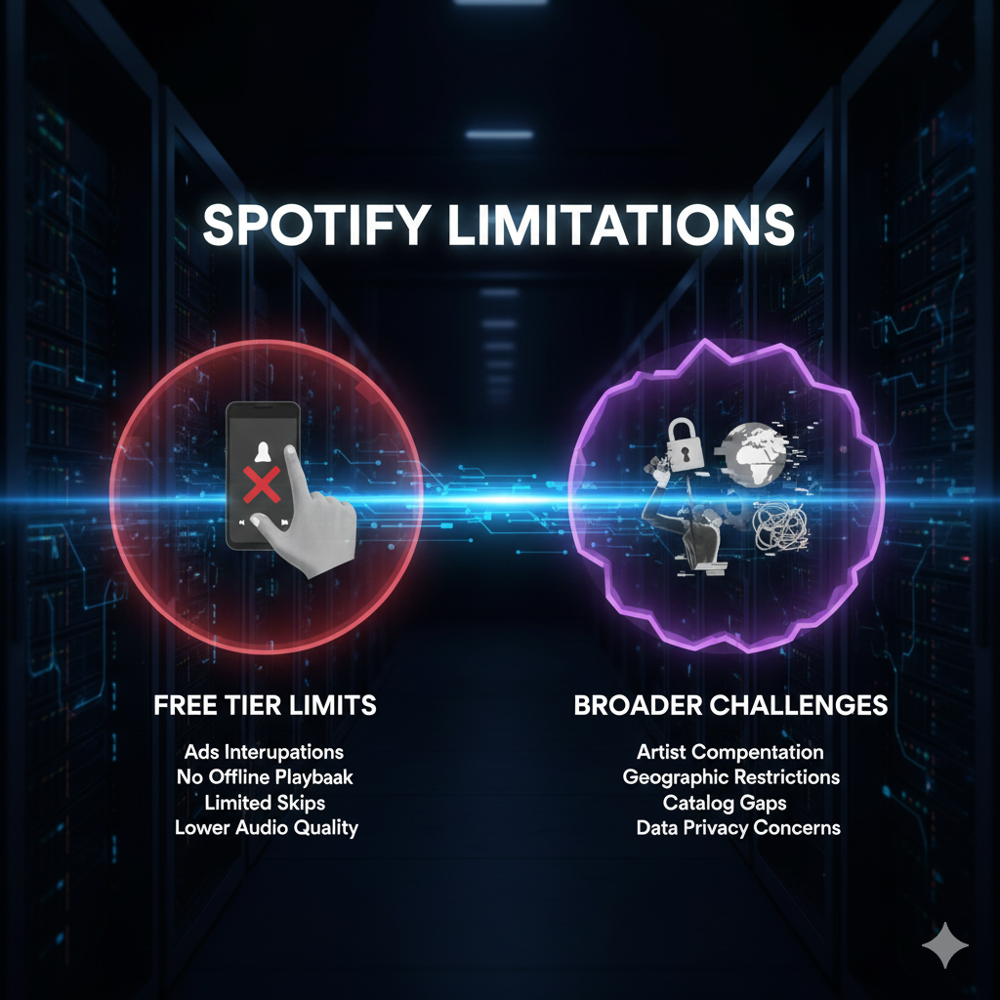 SPOTIFY LIMITATIONS
FREE TIER LIMITS
Ads Interupations
No Offline Playbaak
Limited Skips
Lower Audio Quality
BROADER CHALLENGES
Artist Compentation
Geographic Restrictions
Catalog Gaps
Data Privacy Concerns